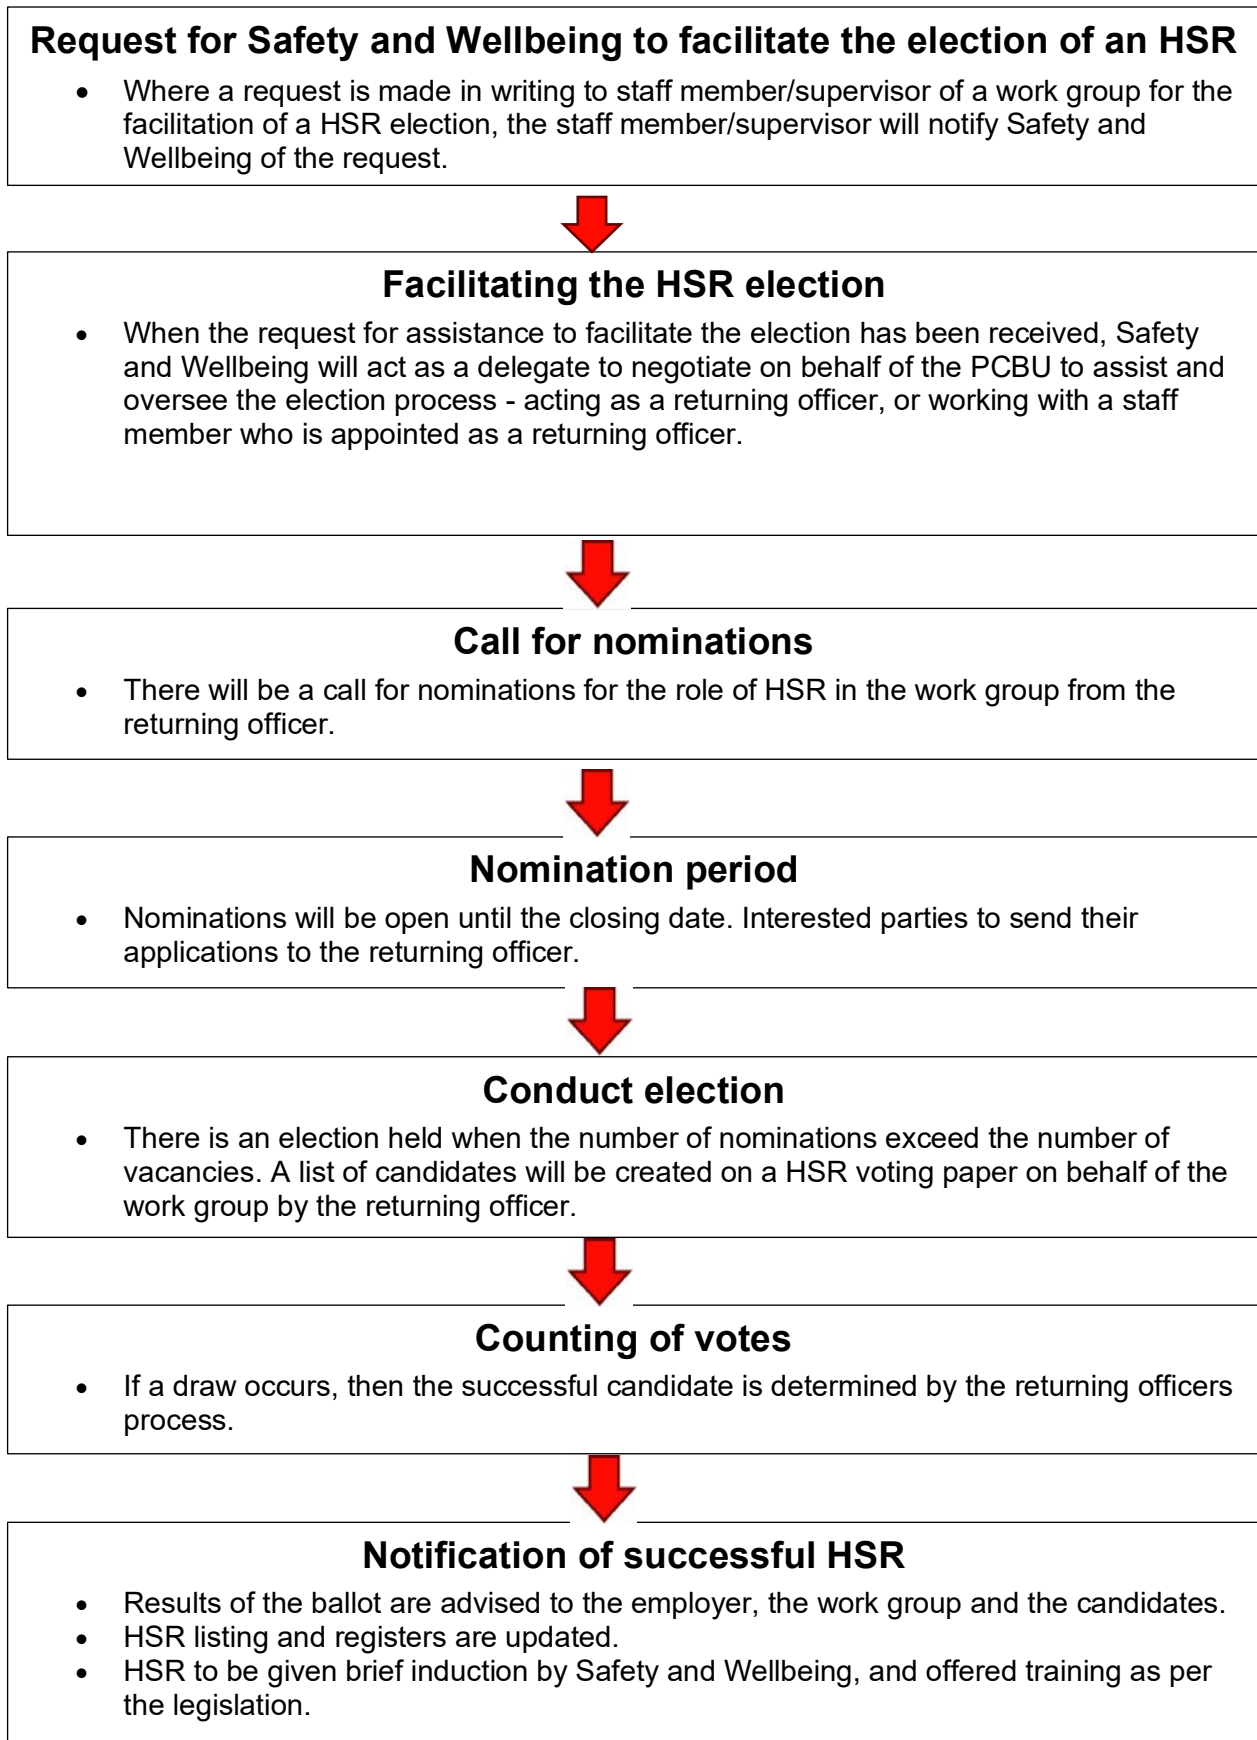 Request for Safety and Wellbeing to facilitate the election of an HSR
• Where a request is made in writing to staff member/supervisor of a work group for the
facilitation of a HSR election, the staff member/supervisor will notify Safety and
Wellbeing of the request.
Facilitating the HSR election
• When the request for assistance to facilitate the election has been received, Safety
and Wellbeing will act as a delegate to negotiate on behalf of the PCBU to assist and
oversee the election process - acting as a returning officer, or working with a staff
member who is appointed as a returning officer.
Call for nominations
• There will be a call for nominations for the role of HSR in the work group from the
returning officer.
Nomination period
• Nominations will be open until the closing date. Interested parties to send their
applications to the returning officer.
Conduct election
• There is an election held when the number of nominations exceed the number of
vacancies. A list of candidates will be created on a HSR voting paper on behalf of the
work group by the returning officer.
Counting of votes
• If a draw occurs, then the successful candidate is determined by the returning officers
process.
Notification of successful HSR
• Results of the ballot are advised to the employer, the work group and the candidates.
• HSR listing and registers are updated.
• HSR to be given brief induction by Safety and Wellbeing, and offered training as per
the legislation.